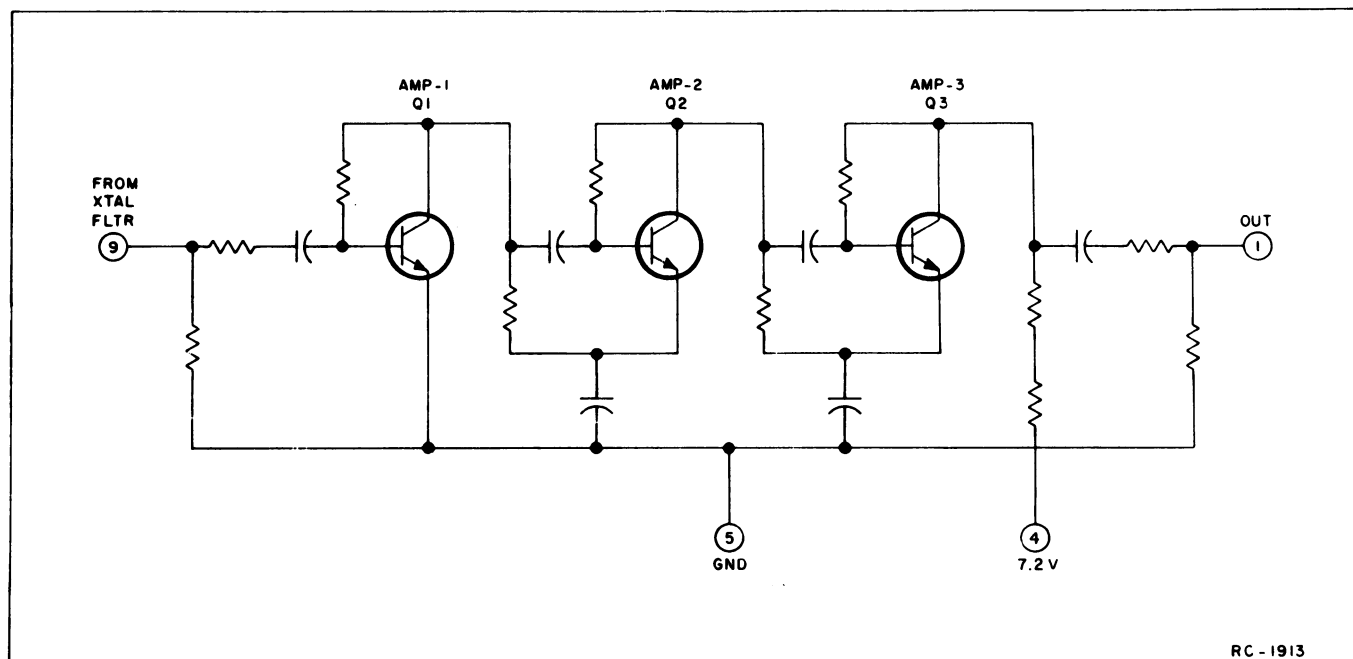 AMP-1
Q1
AMP-2
Q2
AMP-3
Q3
FROM
XTAL
FLTR
9
OUT
1
5
GND
4
7.2 V
RC-1913